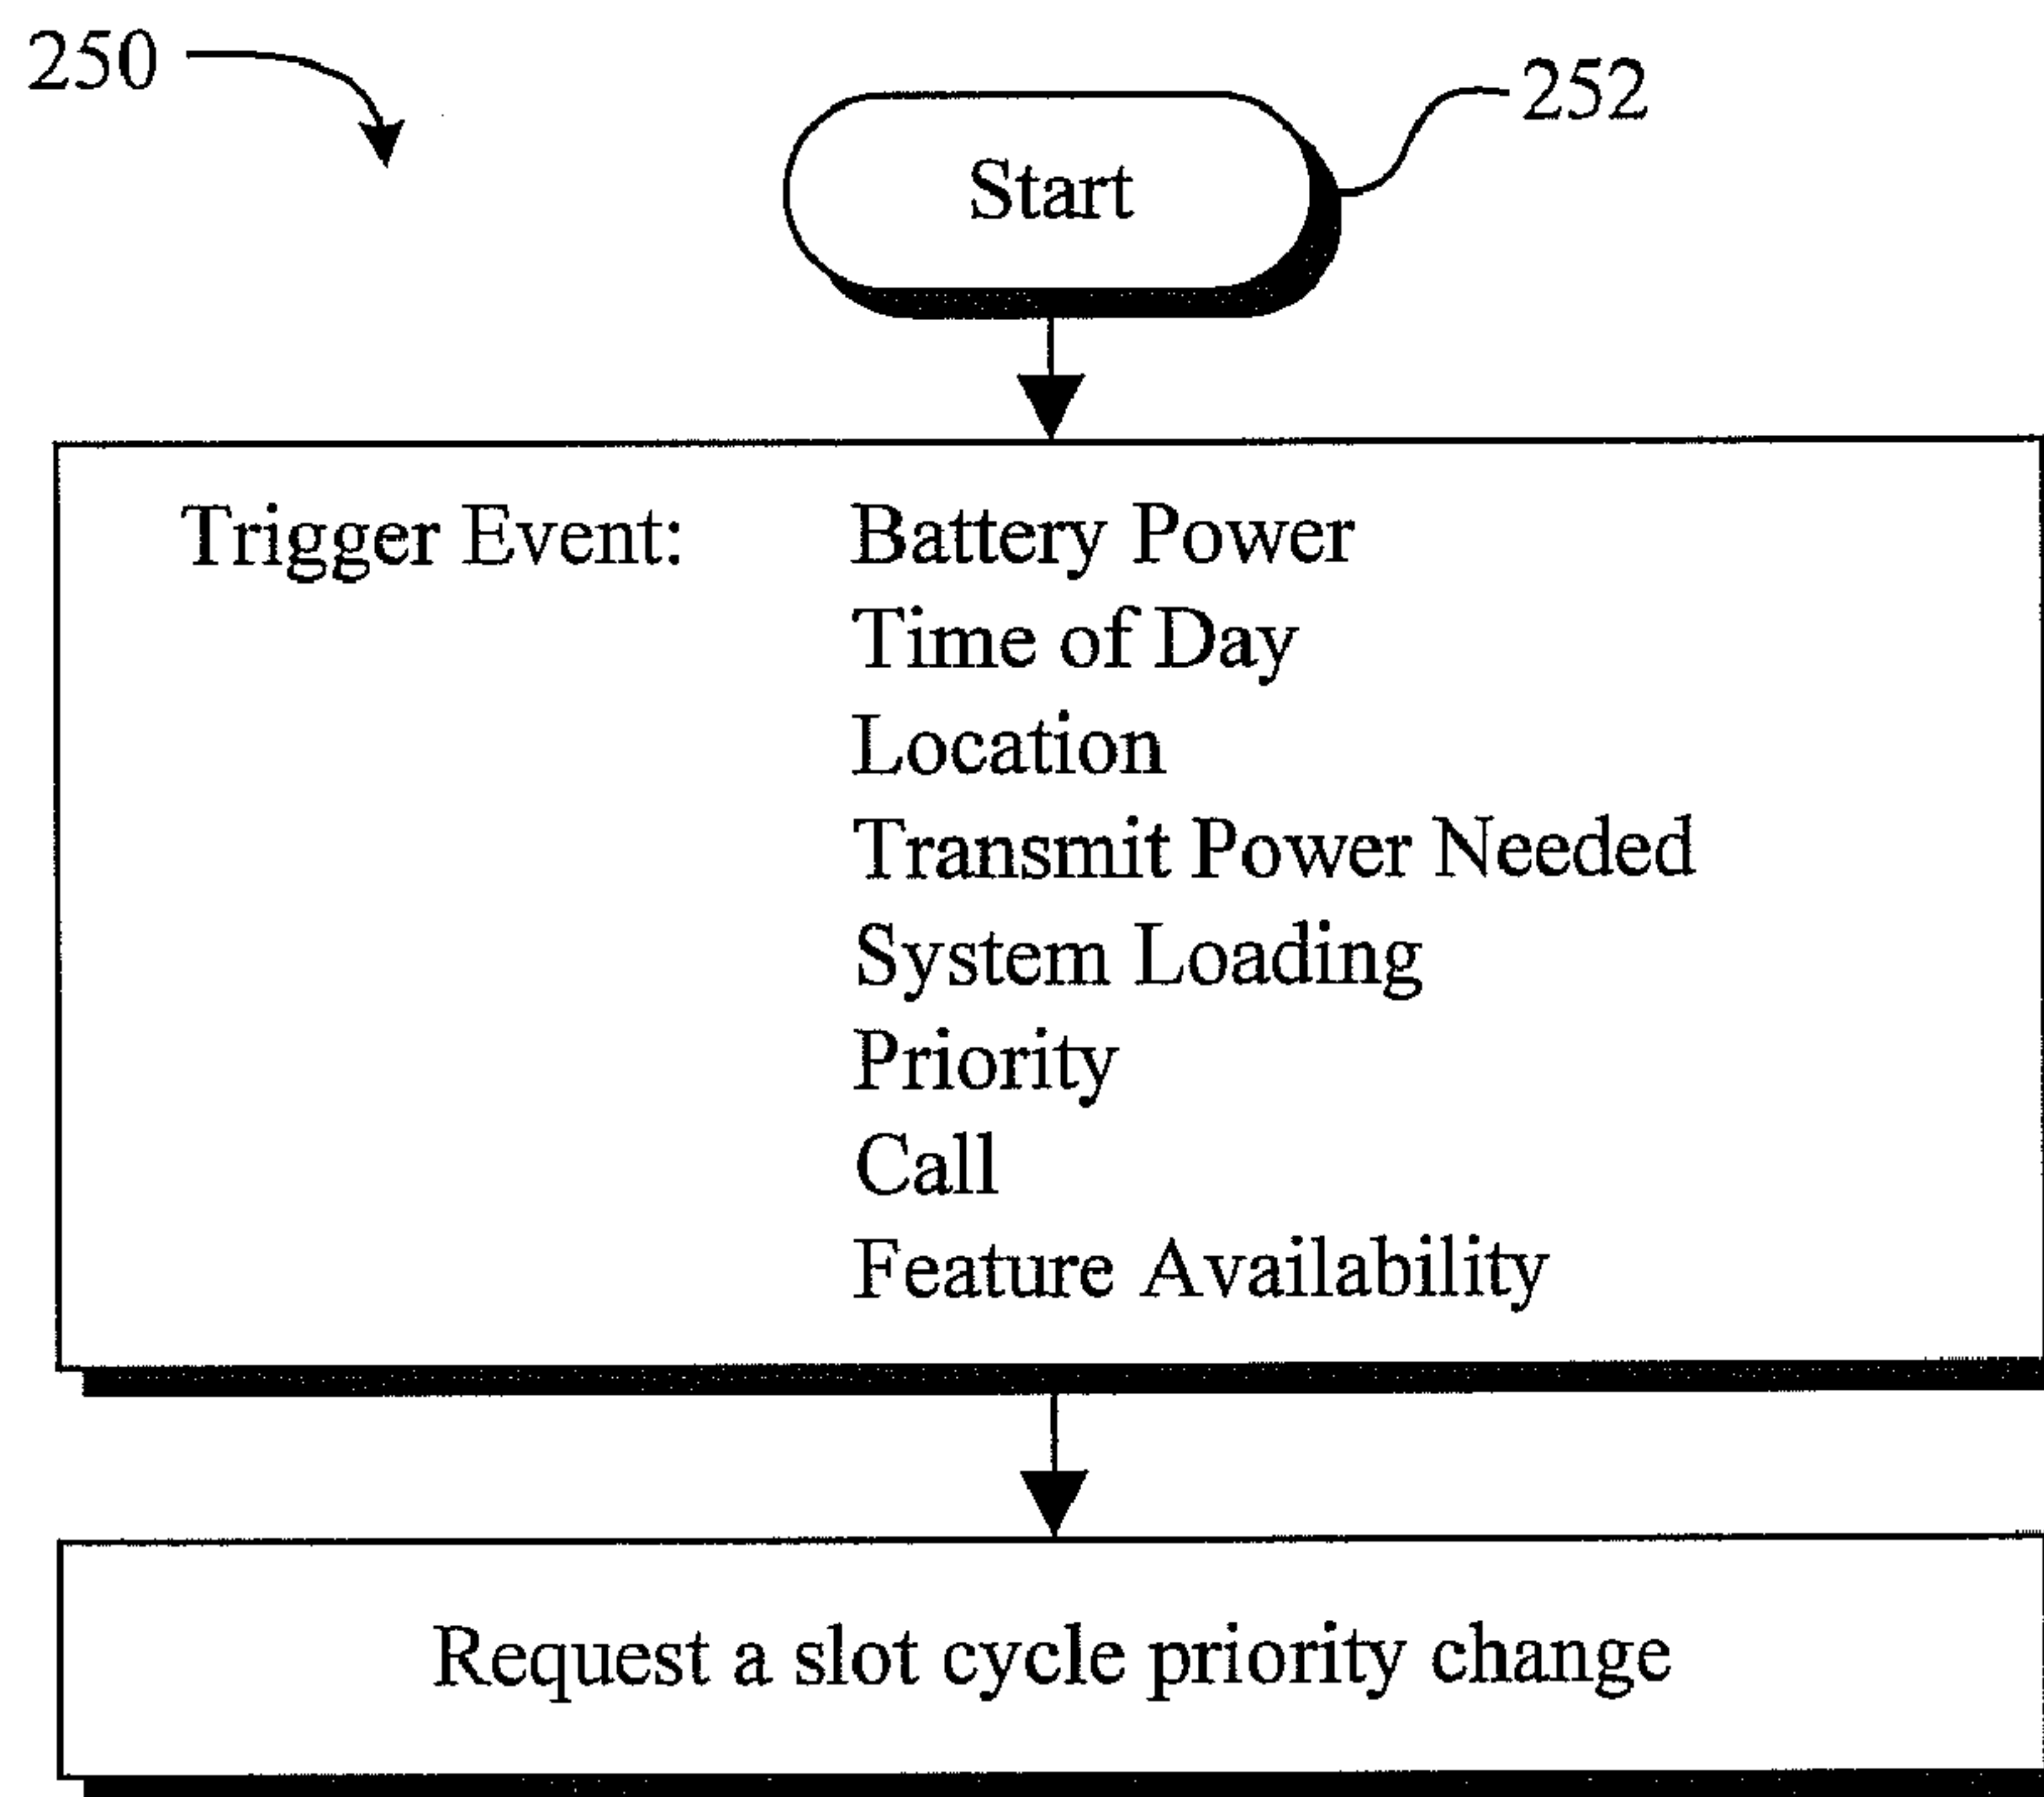 250
252
Start
Trigger Event: Battery Power
Time of Day
Location
Transmit Power Needed
System Loading
Priority
Call
Feature Availability
Request a slot cycle priority change